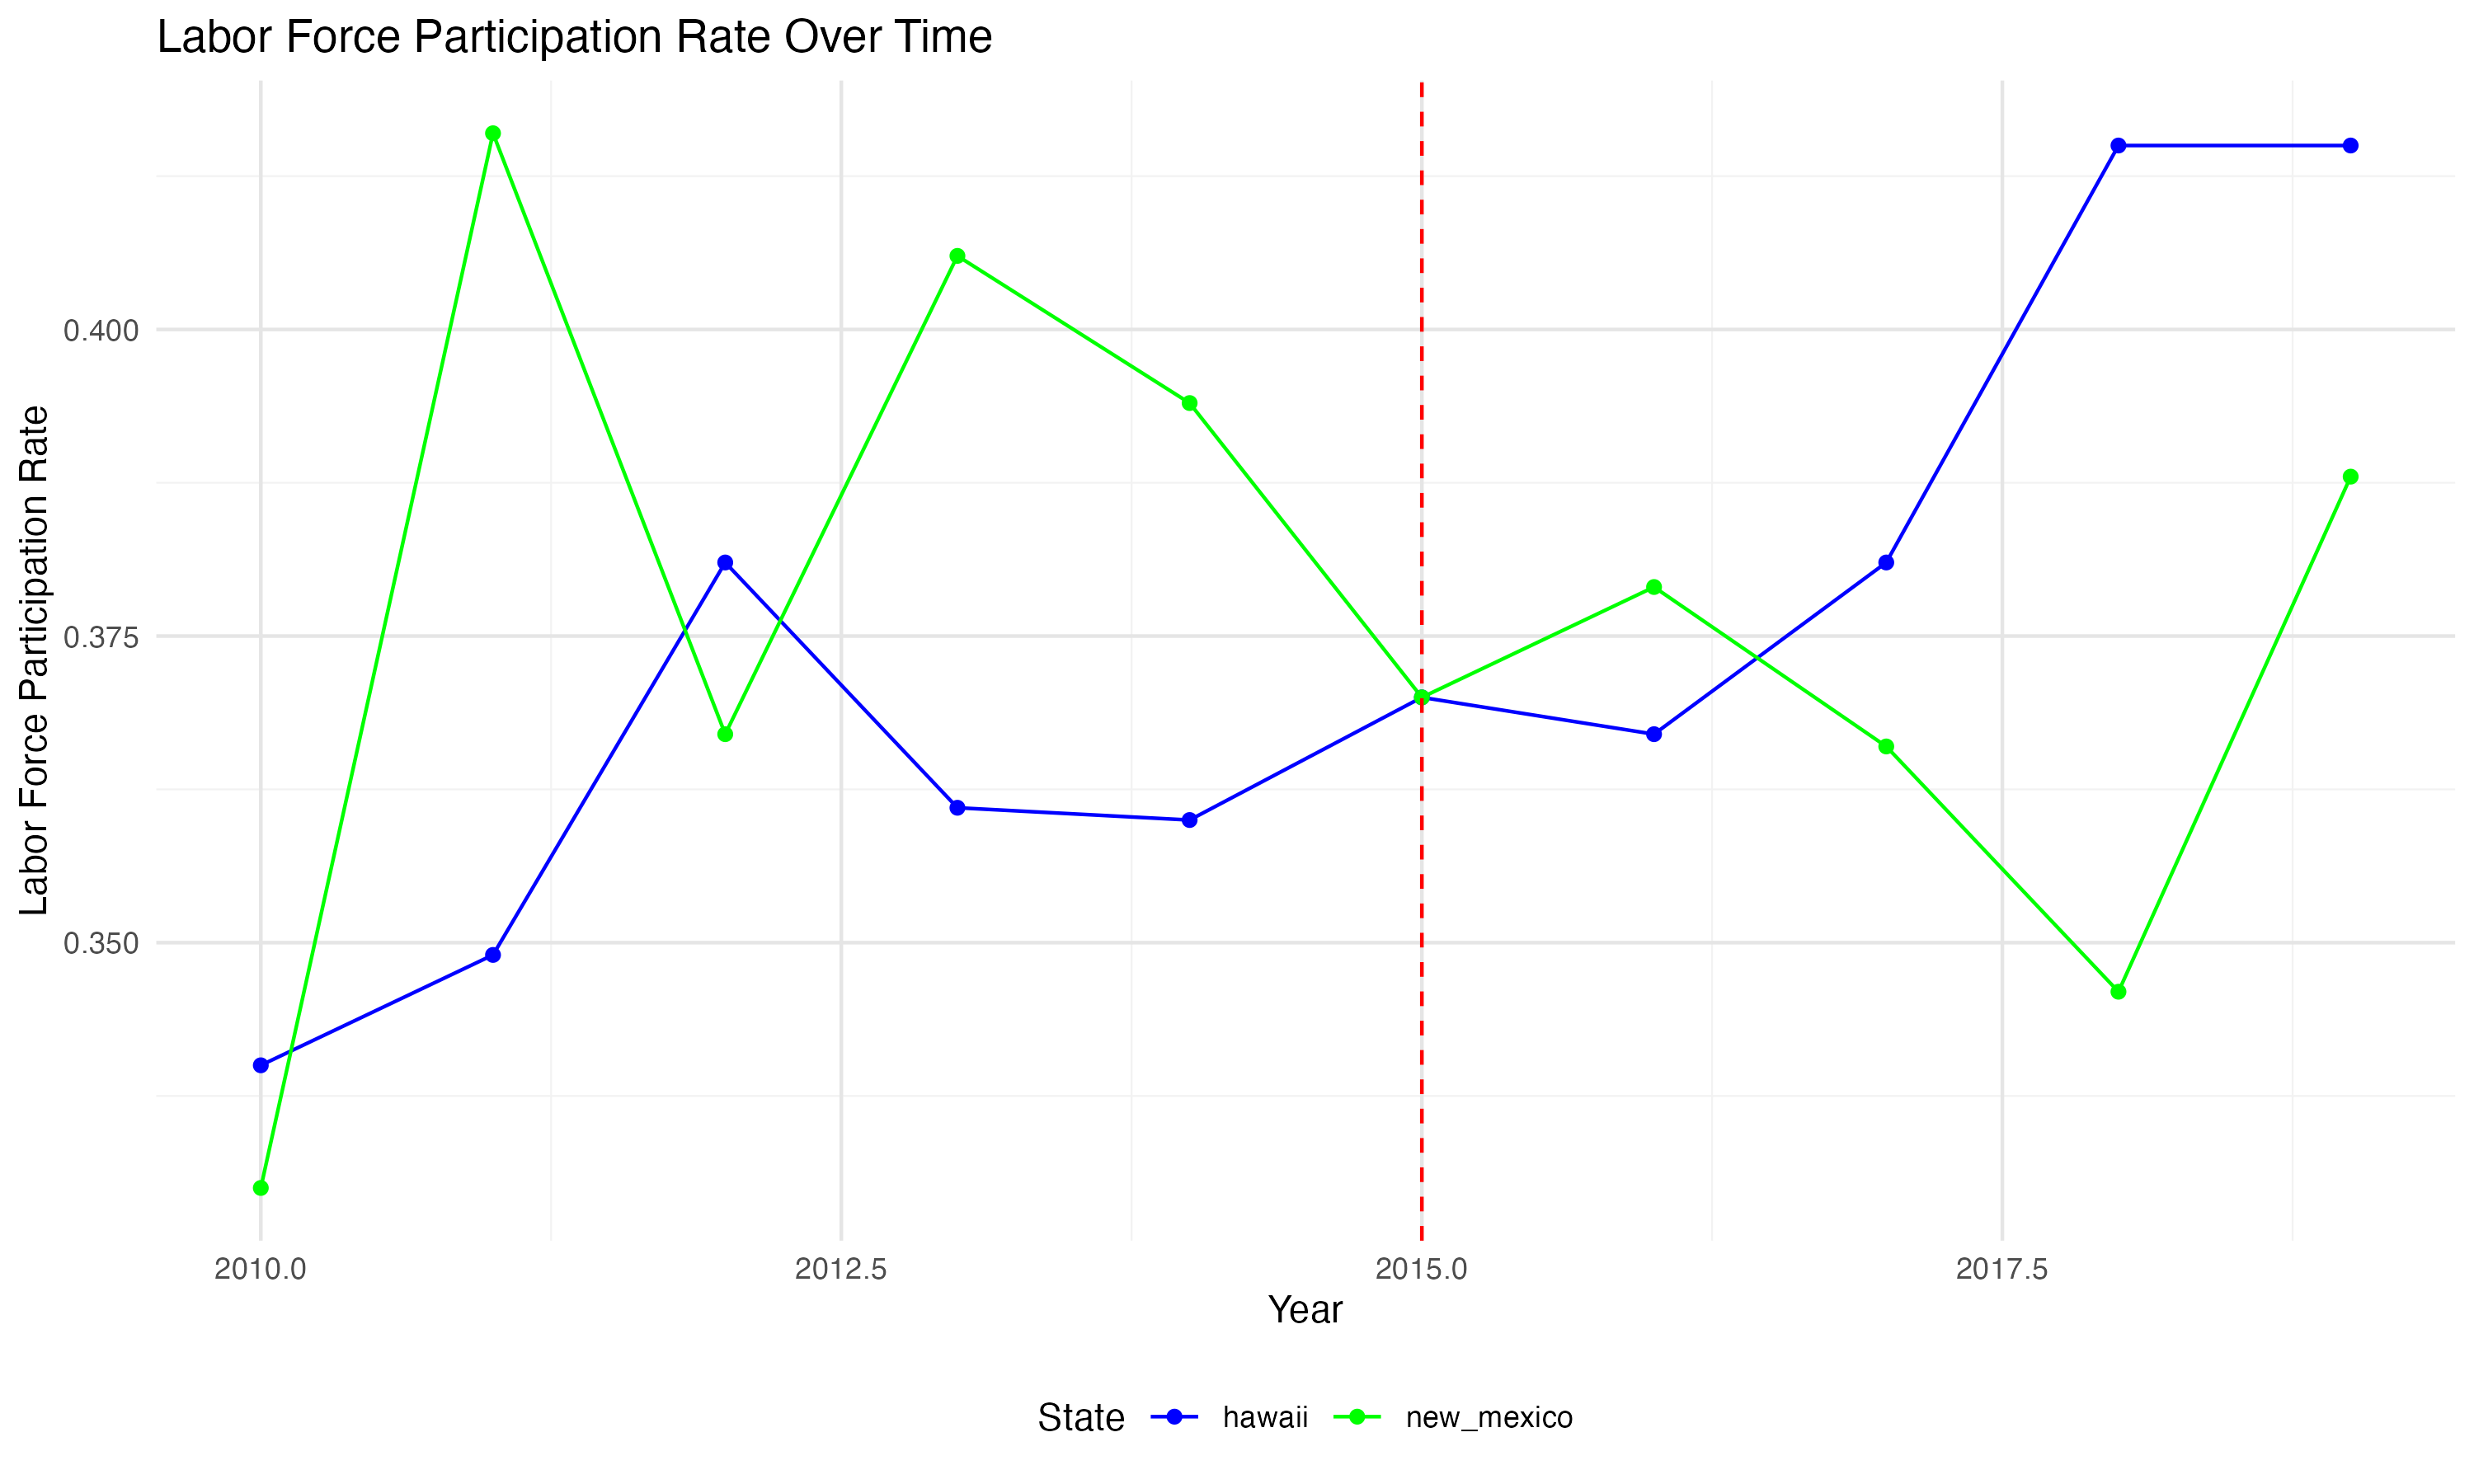 Labor Force Participation Rate Over Time
Labor Force Participation Rate
0.400
0.375
0.350
2010.0 2012.5 2015.0 2017.5
Year
State hawaii new_mexico